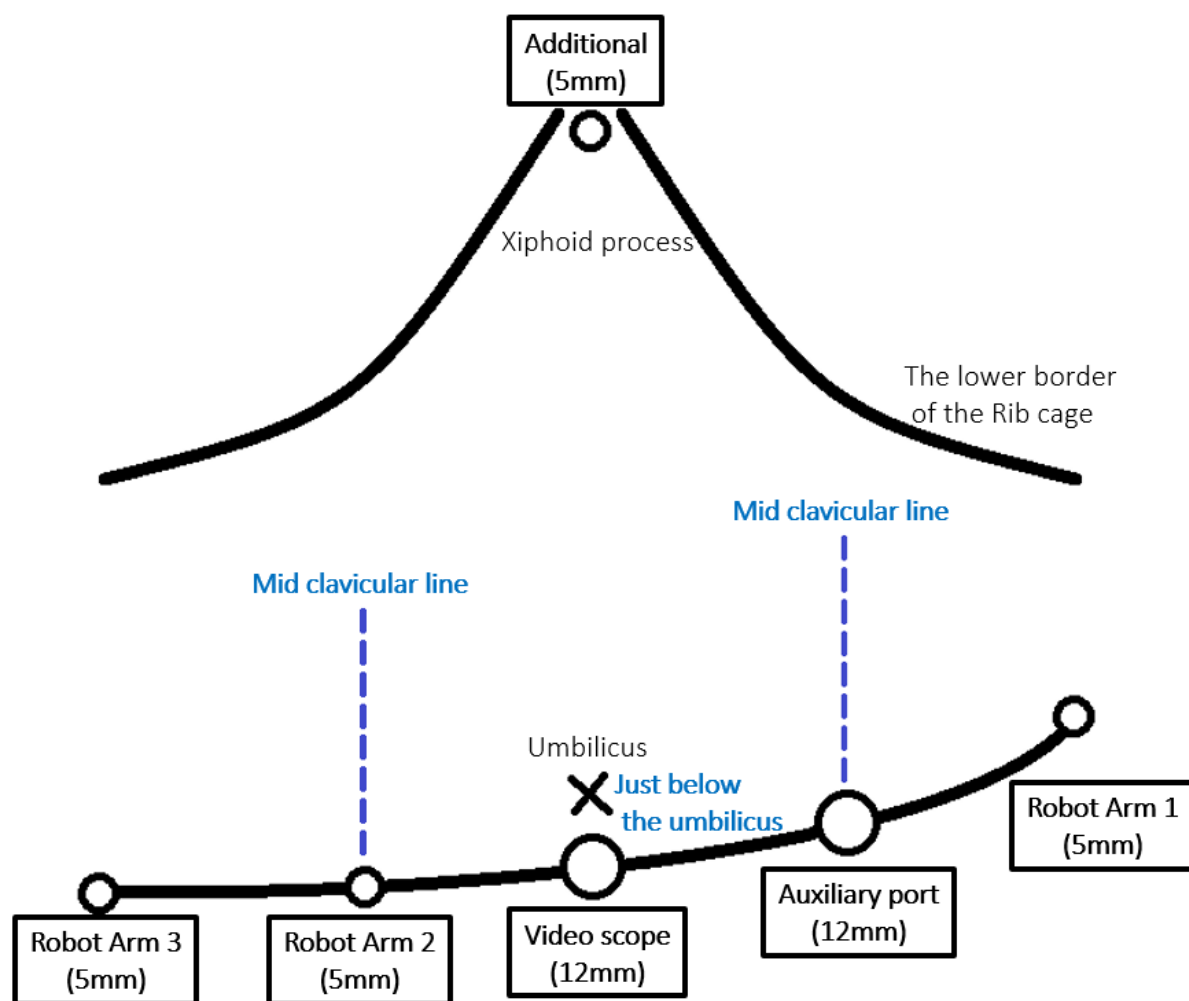 Additional
(5mm)
Xiphoid process
The lower border
of the Rib cage
Mid clavicular line
Mid clavicular line
Umbilicus
Just below
the umbilicus
Robot Arm 1
(5mm)
Auxiliary port
(12mm)
Video scope
(12mm)
Robot Arm 2
(5mm)
Robot Arm 3
(5mm)